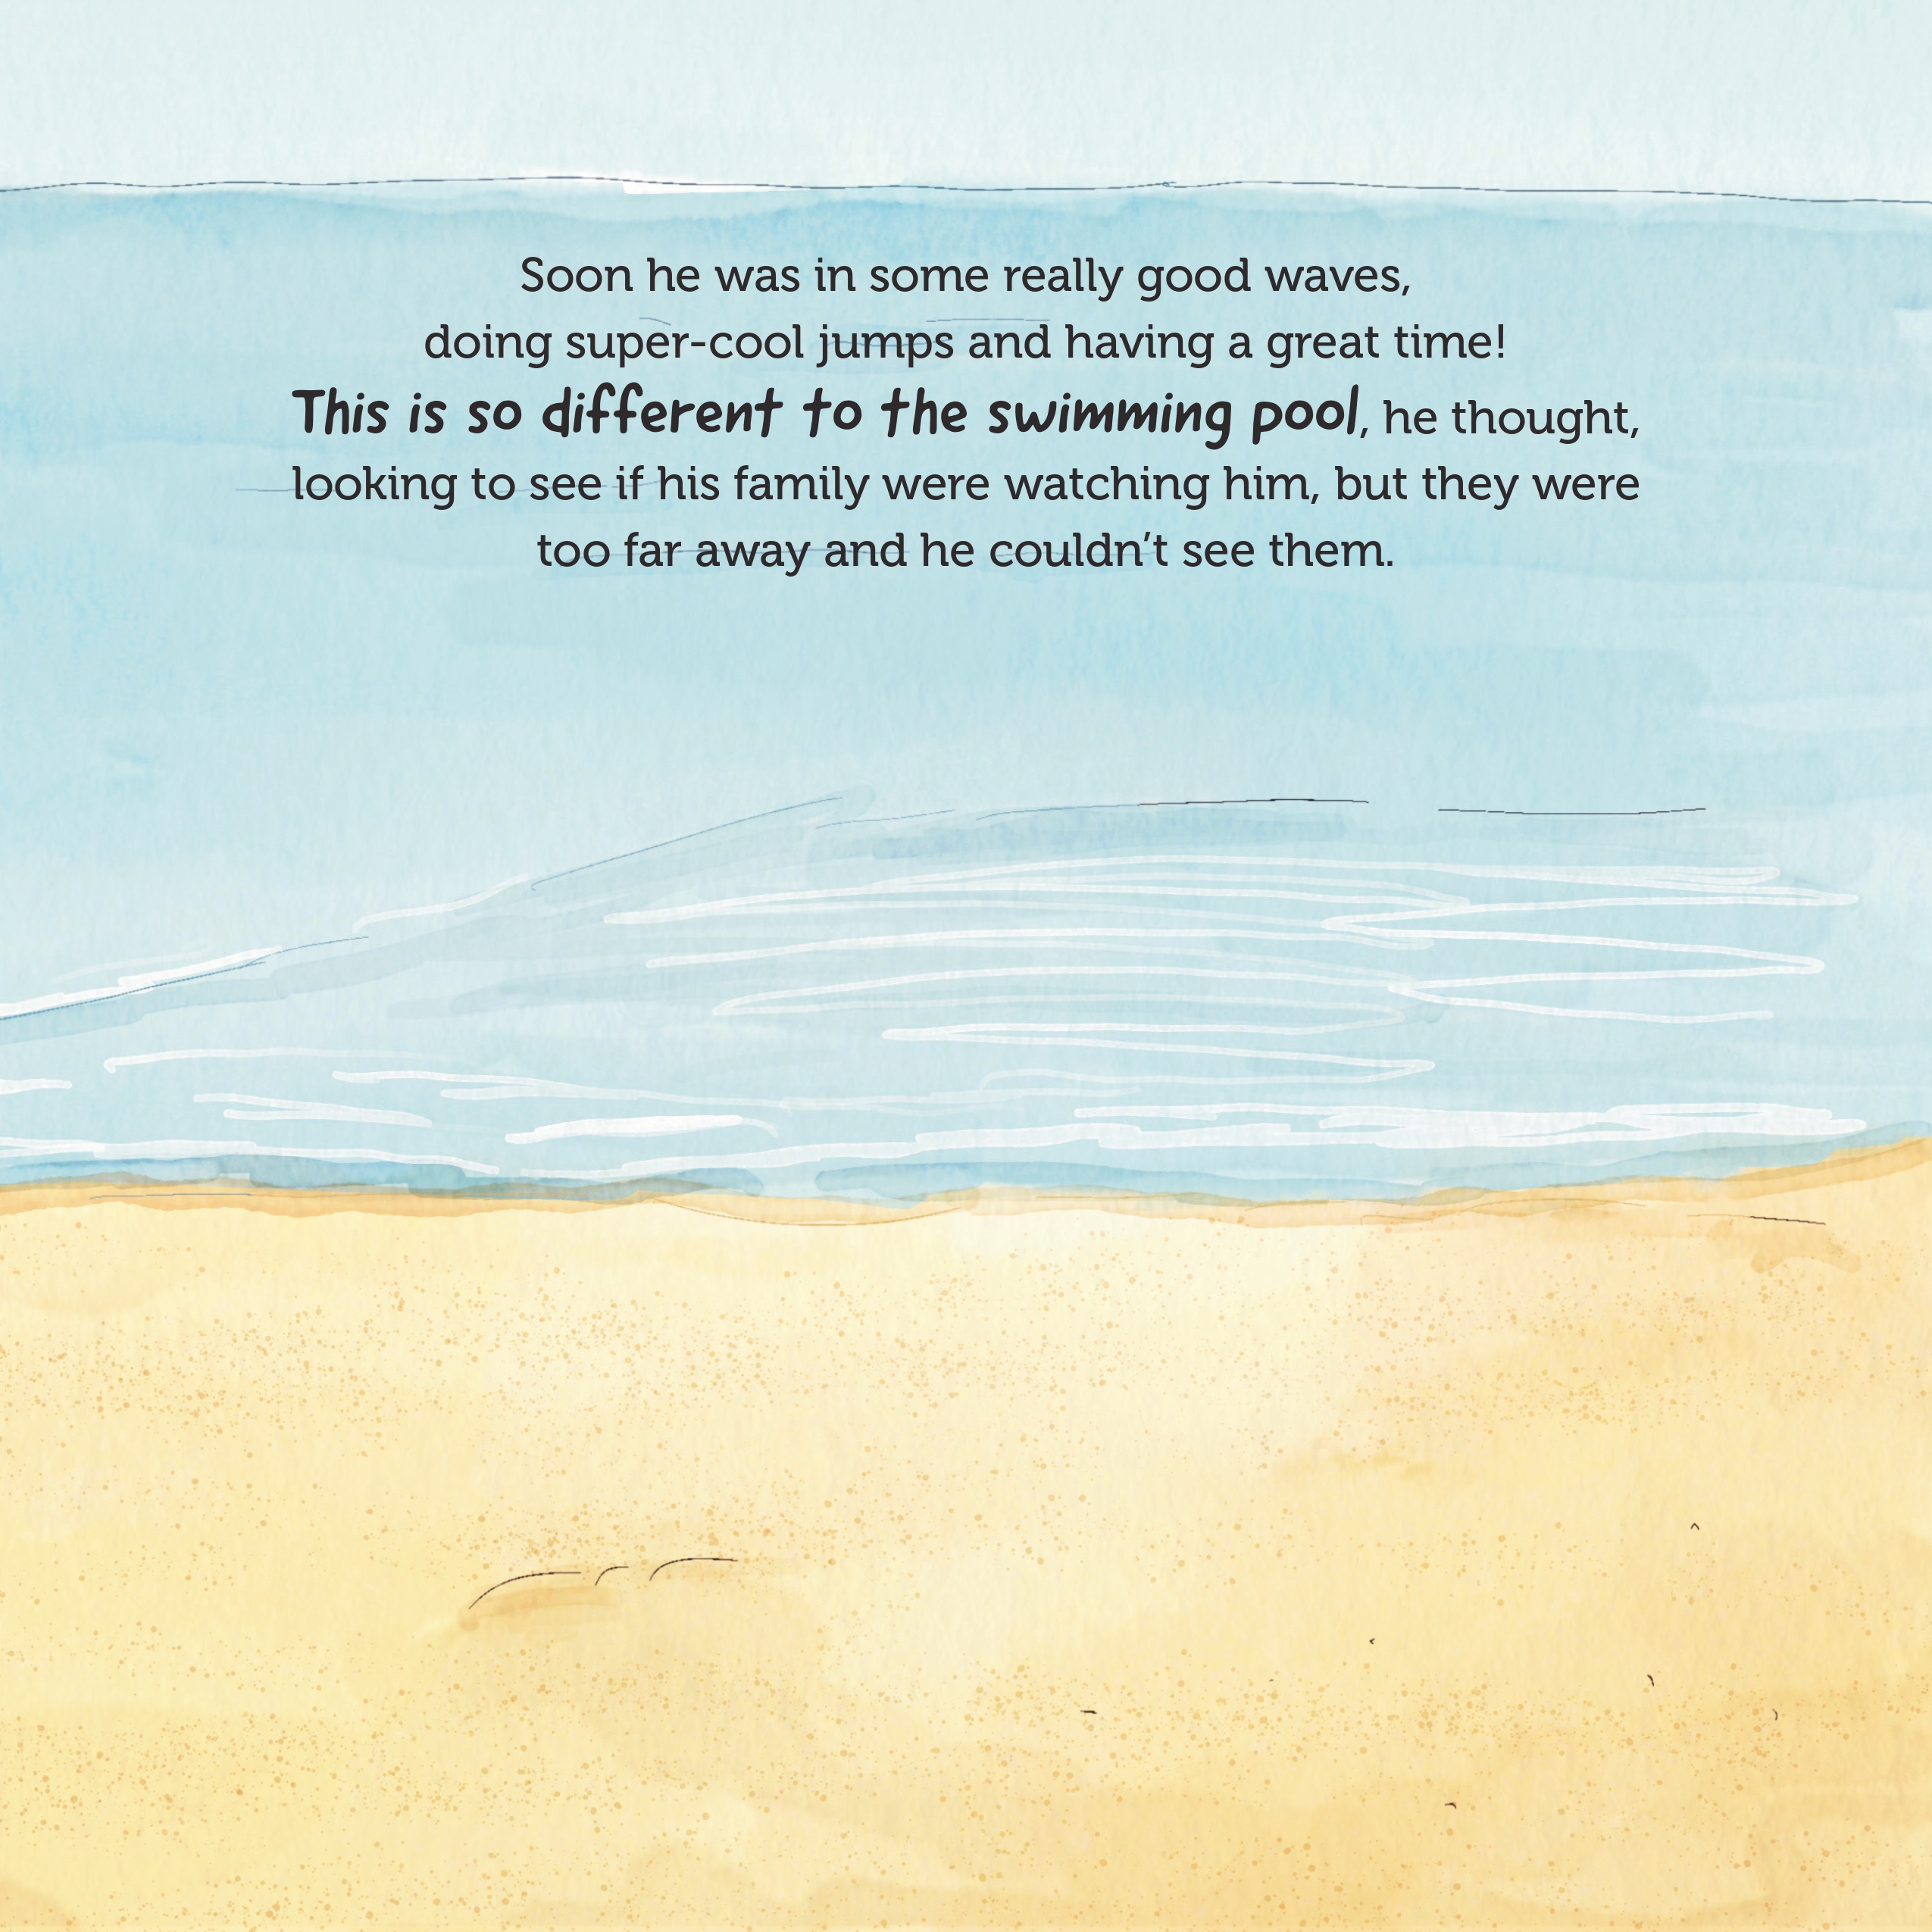 Soon he was in some really good waves,
doing super-cool jumps and having a great time!
This is so different to the swimming pool, he thought,
looking to see if his family were watching him, but they were
too far away and he couldn’t see them.